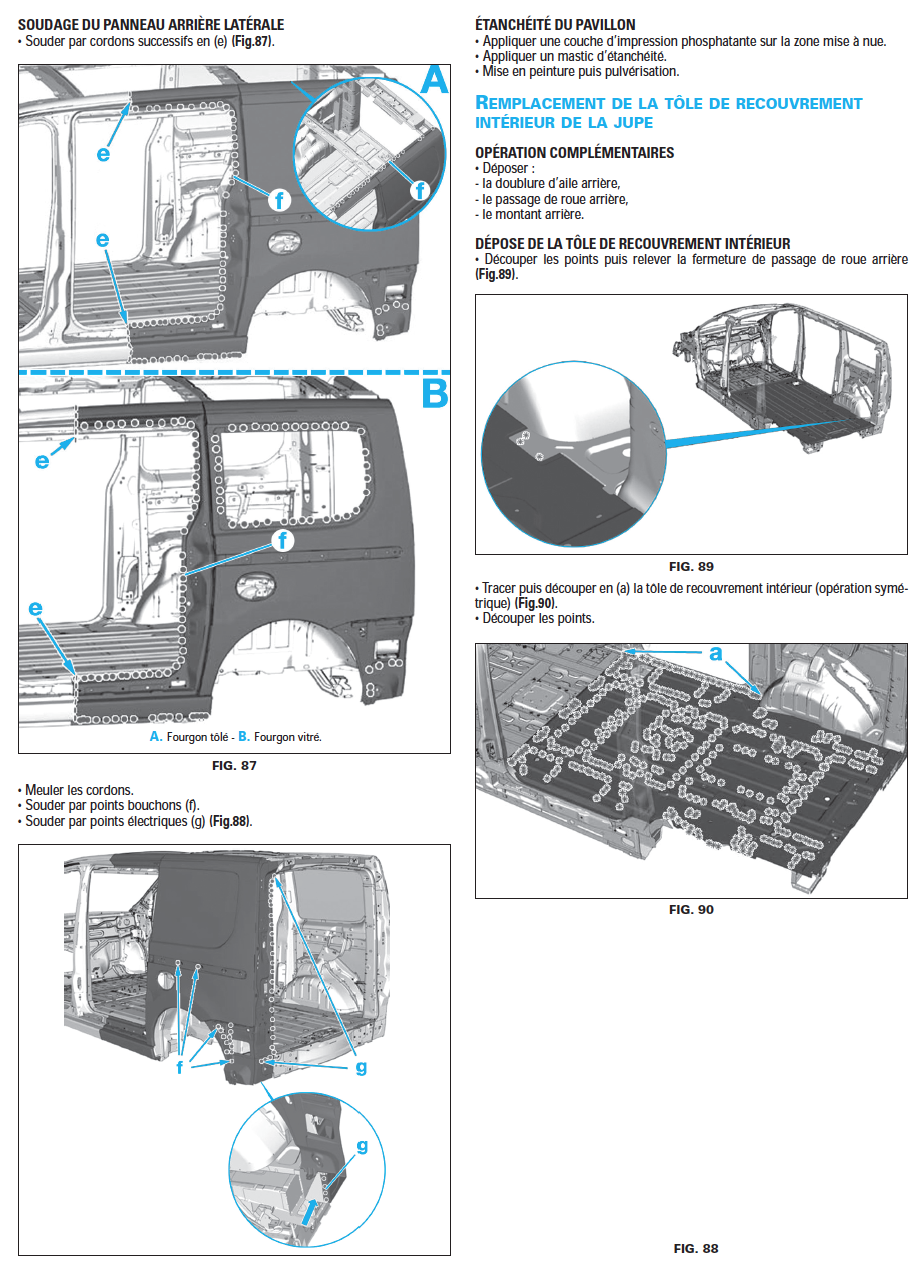 SOUDAGE DU PANNEAU ARRIÈRE LATÉRALE
• Souder par cordons successifs en (e) (Fig.87).
A
e
f
f
e
B
e
f
e
A. Fourgon tôlé - B. Fourgon vitré.
FIG. 87
• Meuler les cordons.
• Souder par points bouchons (f).
• Souder par points électriques (g) (Fig.88).
f
g
g
ÉTANCHÉITÉ DU PAVILLON
• Appliquer une couche d'impression phosphatante sur la zone mise à nue.
• Appliquer un mastic d'étanchéité.
• Mise en peinture puis pulvérisation.
REMPLACEMENT DE LA TÔLE DE RECOUVREMENT
INTÉRIEUR DE LA JUPE
OPÉRATION COMPLÉMENTAIRES
• Déposer :
- la doublure d'aile arrière,
- le passage de roue arrière,
- le montant arrière.
DÉPOSE DE LA TÔLE DE RECOUVREMENT INTÉRIEUR
• Découper les points puis relever la fermeture de passage de roue arrière
(Fig.89).
FIG. 89
• Tracer puis découper en (a) la tôle de recouvrement intérieur (opération symé-
trique) (Fig.90).
• Découper les points.
a
FIG. 90
FIG. 88